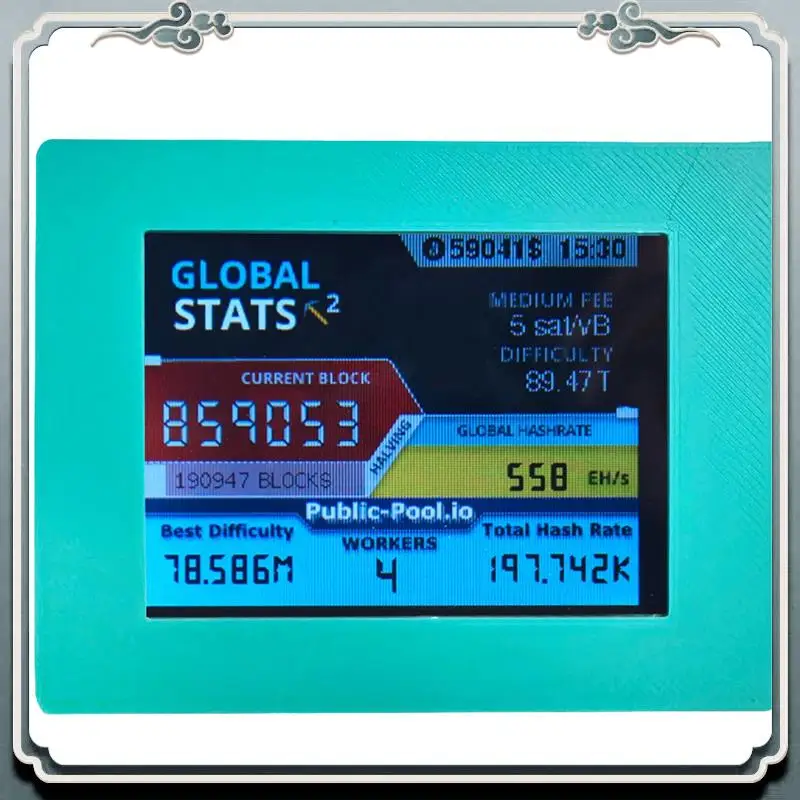 59041$ 15:30
GLOBAL
STATS 2
MEDIUM FEE
5 sat/vB
DIFFICULTY
89.47T
CURRENT BLOCK
859053
HALVING
GLOBAL HASHRATE
190947 BLOCKS
558 EH/s
Public-Pool.io
Best Difficulty
WORKERS
Total Hash Rate
78.586M
4
197.742K